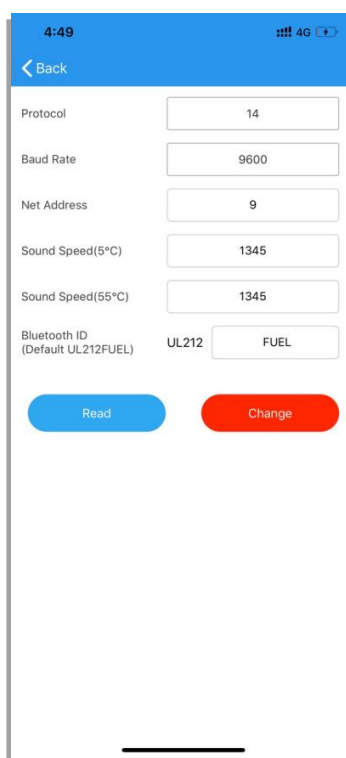 4:49 4G
Back
Protocol 14
Baud Rate 9600
Net Address 9
Sound Speed(5°C) 1345
Sound Speed(55°C) 1345
Bluetooth ID
(Default UL212FUEL) UL212 FUEL
Read Change